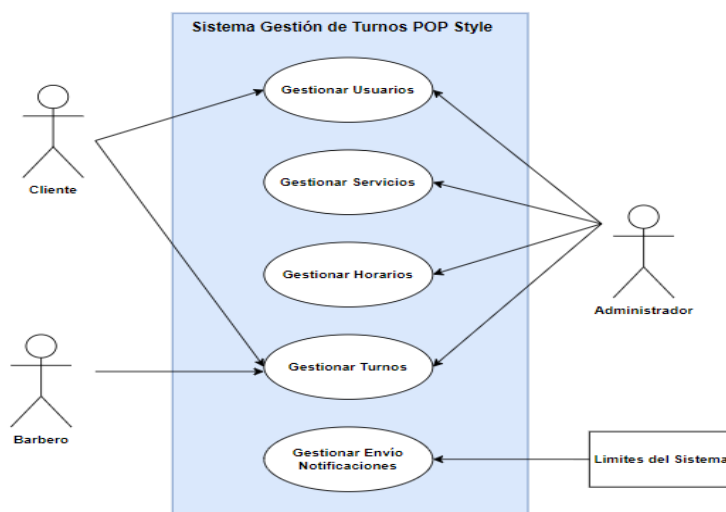 Sistema Gestión de Turnos POP Style
Gestionar Usuarios
Cliente
Gestionar Servicios
Gestionar Horarios
Administrador
Gestionar Turnos
Barbero
Gestionar Envío
Notificaciones
Limites del Sistema